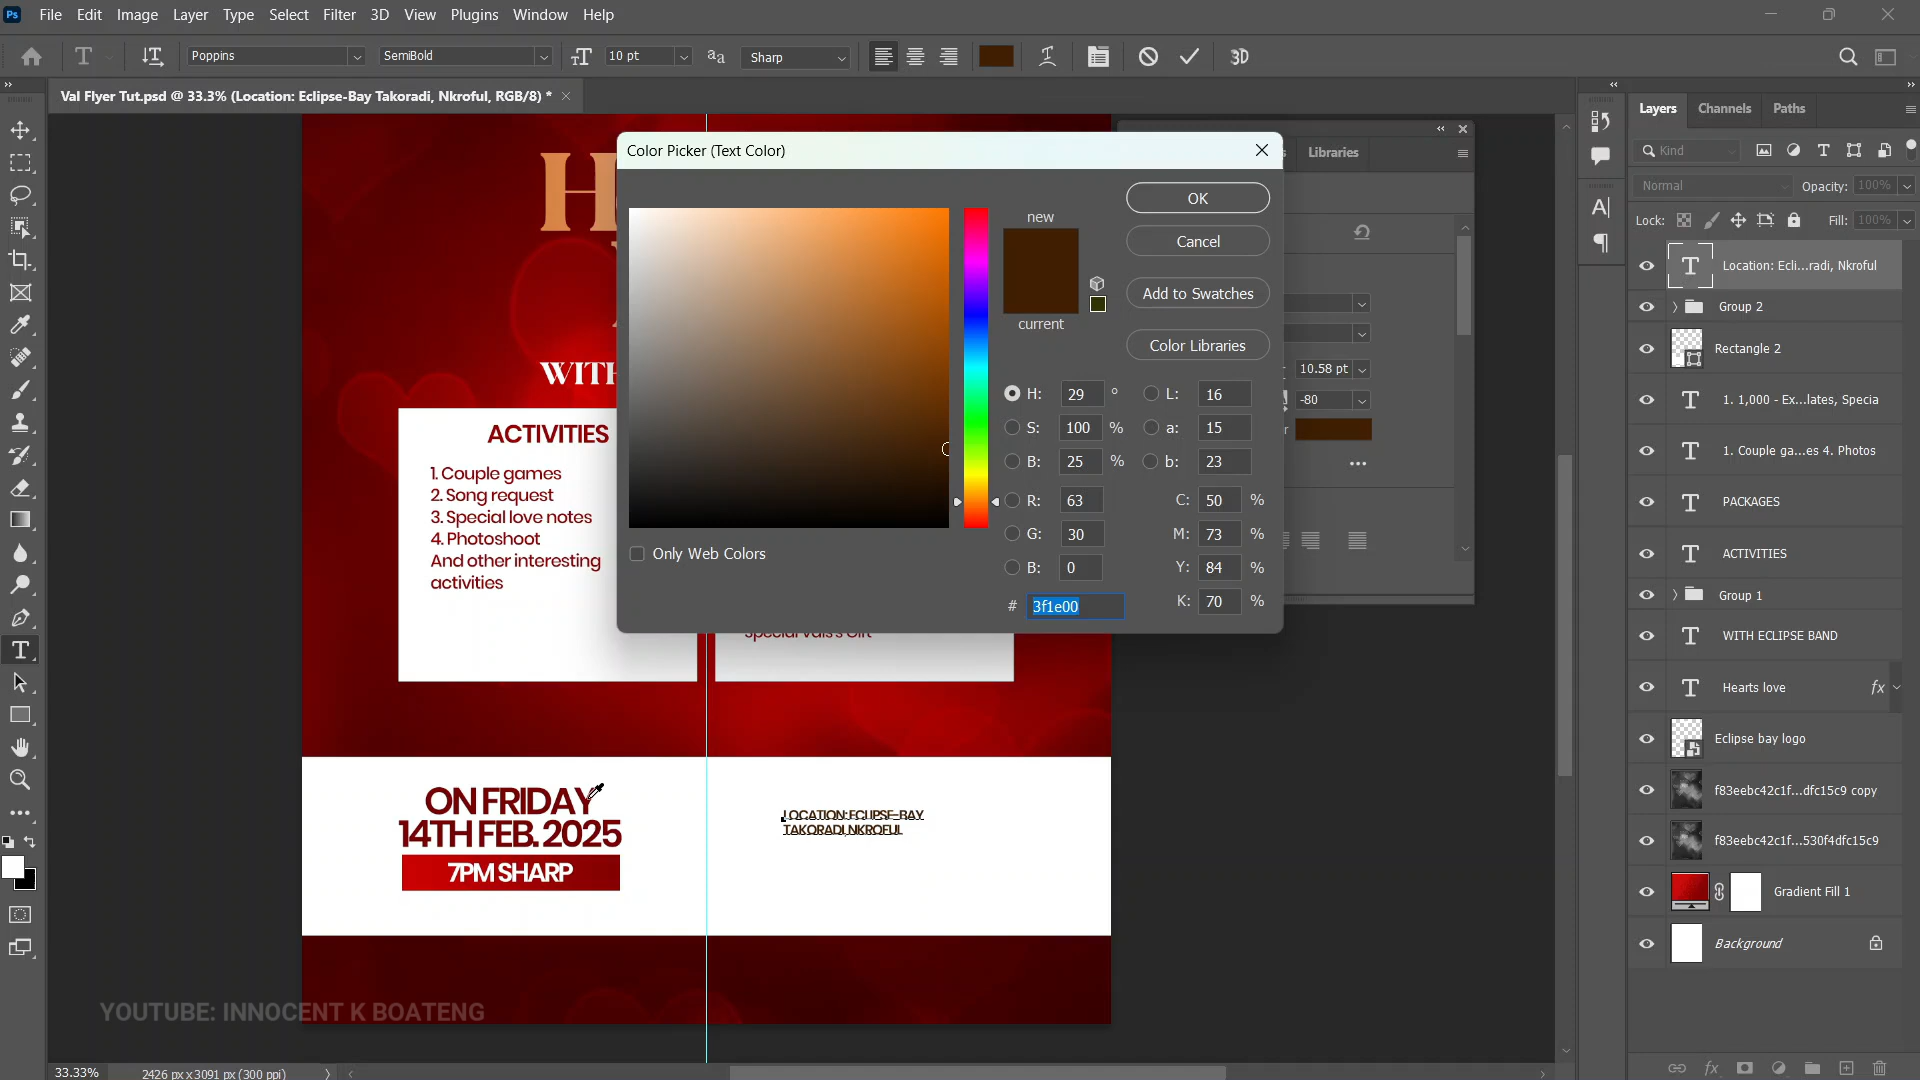 Ps File Edit Image Layer Type Select Filter 3D View Plugins Window Help
Poppins SemiBold 10 pt Sharp 3D
Val Flyer Tut.psd @ 33.3% (Location: Eclipse-Bay Takoradi, Nkroful, RGB/8) *
Color Picker (Text Color)
new
current
OK
Cancel
Add to Swatches
Color Libraries
H: 29 °
S: 100 %
B: 25 %
R: 63
G: 30
B: 0
# 3f1e00
L: 16
a: 15
b: 23
C: 50 %
M: 73 %
Y: 84 %
K: 70 %
Only Web Colors
Libraries
10.58 pt
-80
H
WITH
ACTIVITIES
1. Couple games
2. Song request
3. Special love notes
4. Photoshoot
And other interesting
activities
Special Vals's Gift
ON FRIDAY
14TH FEB. 2025
7PM SHARP
LOCATION: ECLIPSE-BAY
TAKORADI, NKROFUL
YOUTUBE: INNOCENT K BOATENG
33.33% 2426 px x 3091 px (300 ppi)
Layers Channels Paths
Kind
Normal Opacity: 100%
Lock: Fill: 100%
Location: Ecli...radi, Nkroful
Group 2
Rectangle 2
1. 1,000 - Ex...lates, Specia
1. Couple ga...es 4. Photos
PACKAGES
ACTIVITIES
Group 1
WITH ECLIPSE BAND
Hearts love fx
Eclipse bay logo
f83eebc42c1f...dfc15c9 copy
f83eebc42c1f...530f4dfc15c9
Gradient Fill 1
Background
fx